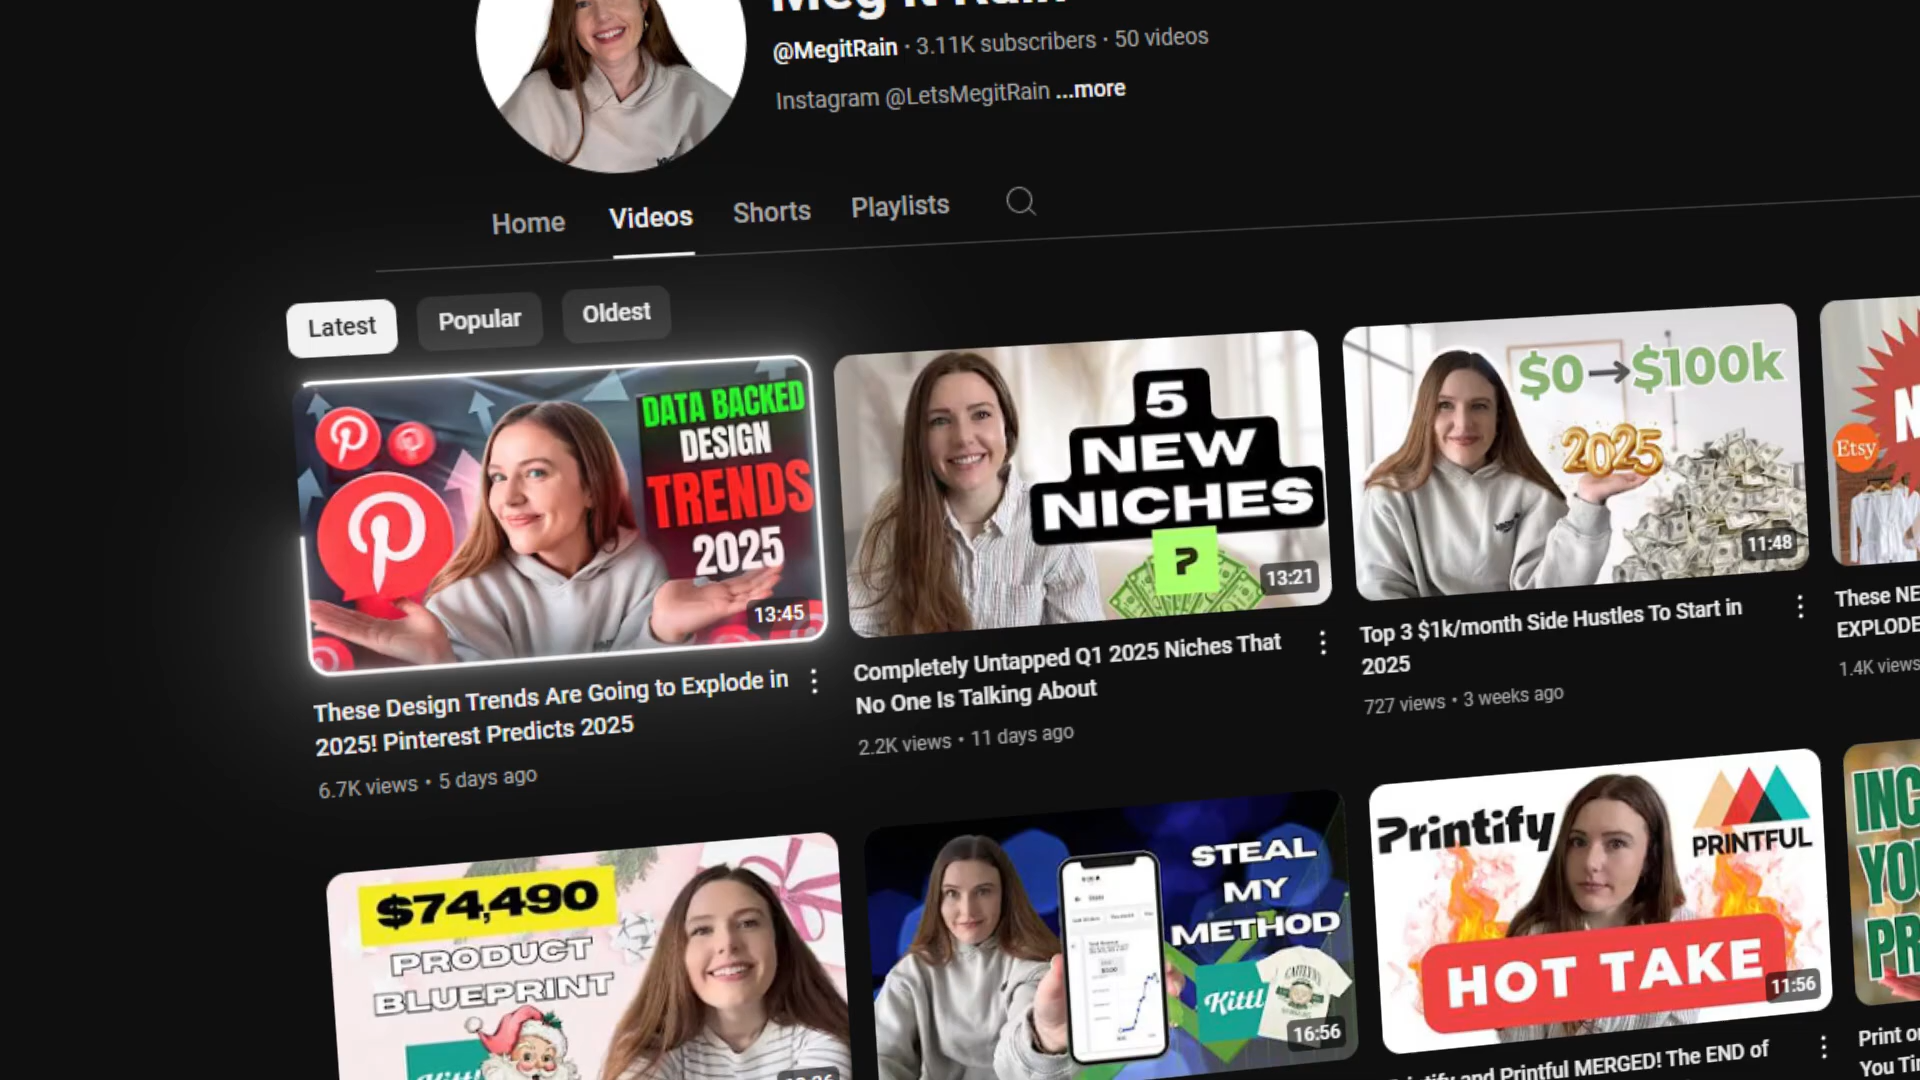 @MegitRain · 3.11K subscribers · 50 videos
Instagram @LetsMegitRain ...more
Home Videos Shorts Playlists
Latest Popular Oldest
DATA BACKED
DESIGN
TRENDS
2025
13:45
These Design Trends Are Going to Explode in
2025! Pinterest Predicts 2025
6.7K views • 5 days ago
5
NEW
NICHES
?
13:21
Completely Untapped Q1 2025 Niches That
No One Is Talking About
2.2K views • 11 days ago
$0→$100k
2025
11:48
Top 3 $1k/month Side Hustles To Start in
2025
727 views • 3 weeks ago
Etsy
These NE
EXPLODE
1.4K views
$74,490
PRODUCT
BLUEPRINT
STEAL
MY
METHOD
Kittl
16:56
Printify
PRINTFUL
HOT TAKE
11:56
and Printful MERGED! The END of
INC
YOU
PR
Print o
You Ti